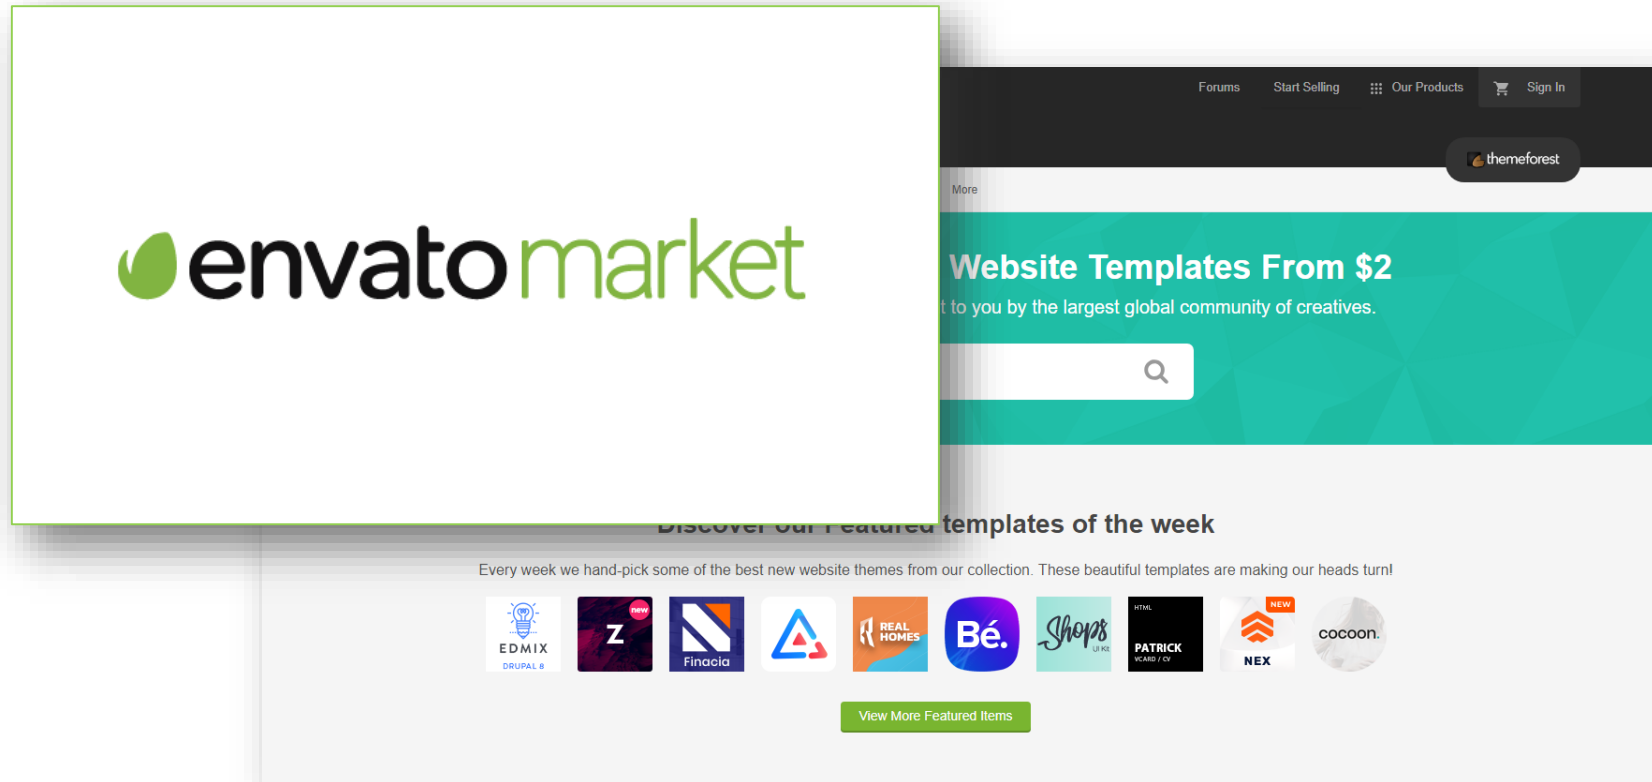 envato market
Forums Start Selling Our Products Sign In
themeforest
More
Website Templates From $2
t to you by the largest global community of creatives.
Discover our Featured templates of the week
Every week we hand-pick some of the best new website themes from our collection. These beautiful templates are making our heads turn!
EDMIX
DRUPAL 8
new
Z
Finacia
REAL
HOMES
Bé.
Shops
UI Kit
HTML
PATRICK
VCARD / CV
NEW
NEX
cocoon.
View More Featured Items